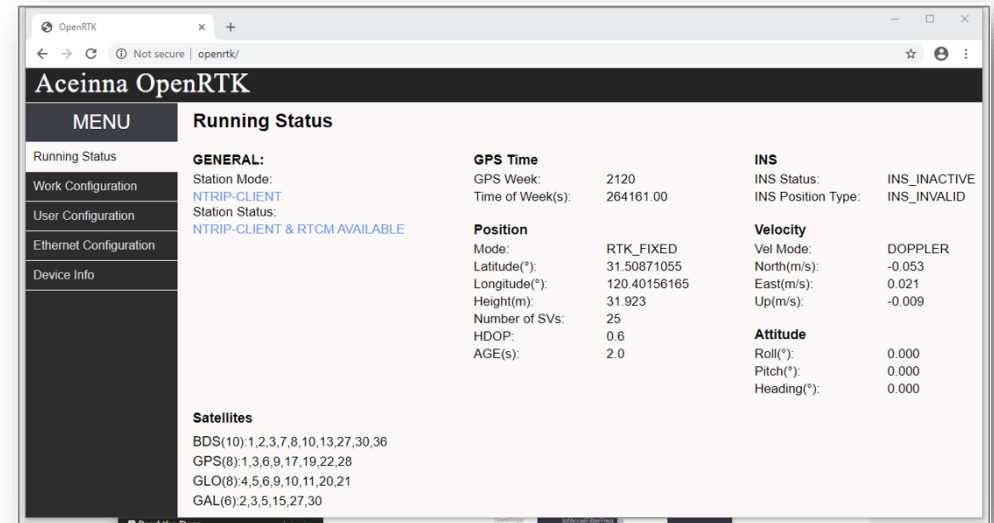 OpenRTK
Not secure | openrtk/
Aceinna OpenRTK
MENU
Running Status
Work Configuration
User Configuration
Ethernet Configuration
Device Info
Running Status
GENERAL:
Station Mode:
NTRIP-CLIENT
Station Status:
NTRIP-CLIENT & RTCM AVAILABLE
GPS Time
GPS Week: 2120
Time of Week(s): 264161.00
Position
Mode: RTK_FIXED
Latitude(°): 31.50871055
Longitude(°): 120.40156165
Height(m): 31.923
Number of SVs: 25
HDOP: 0.6
AGE(s): 2.0
INS
INS Status: INS_INACTIVE
INS Position Type: INS_INVALID
Velocity
Vel Mode: DOPPLER
North(m/s): -0.053
East(m/s): 0.021
Up(m/s): -0.009
Attitude
Roll(°): 0.000
Pitch(°): 0.000
Heading(°): 0.000
Satellites
BDS(10):1,2,3,7,8,10,13,27,30,36
GPS(8):1,3,6,9,17,19,22,28
GLO(8):4,5,6,9,10,11,20,21
GAL(6):2,3,5,15,27,30